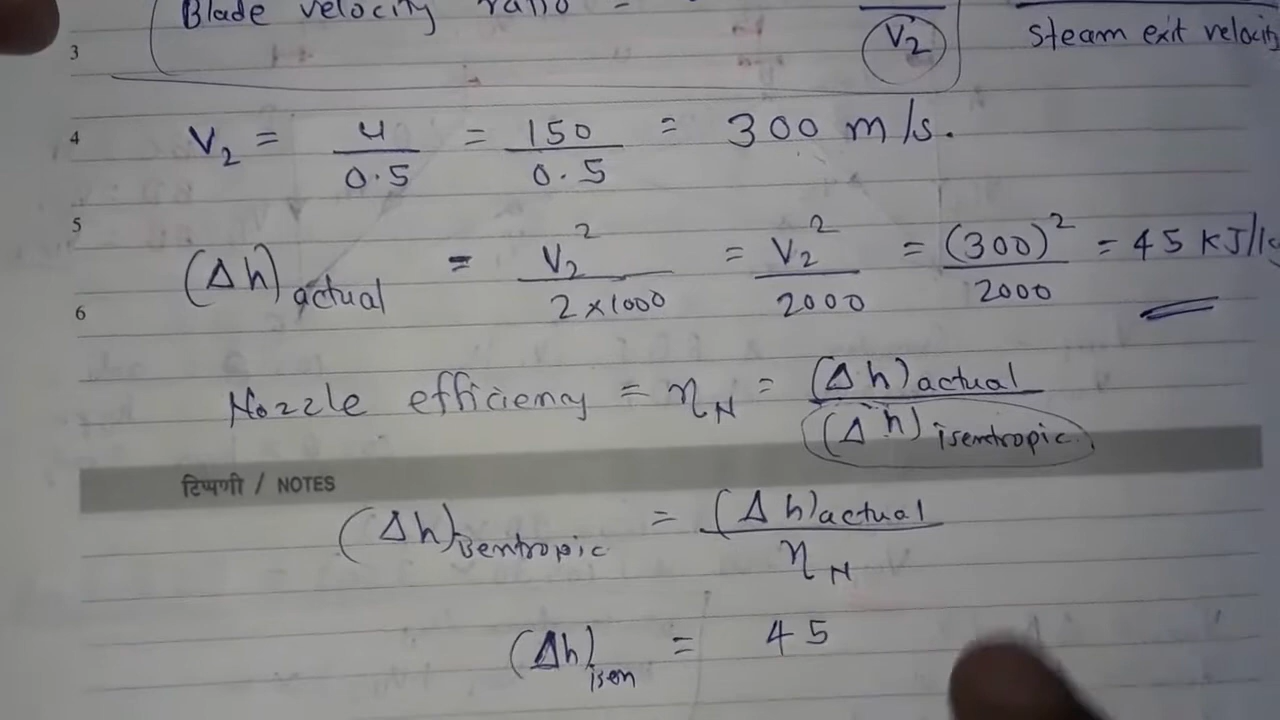 Blade velocity ratio =
V₂ steam exit velocity
3
4 V₂ = u / 0.5 = 150 / 0.5 = 300 m/s.
5
(Δh)actual = V₂² / 2×1000 = V₂² / 2000 = (300)² / 2000 = 45 KJ/kg
6
Nozzle efficiency = ηN = (Δh)actual / (Δh)isentropic
टिप्पणी / NOTES
(Δh)isentropic = (Δh)actual / ηN
(Δh)isen = 45